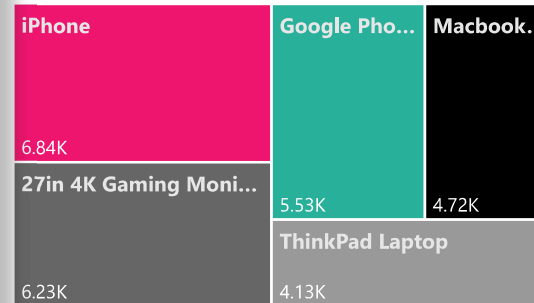 iPhone
6.84K
27in 4K Gaming Moni...
6.23K
Google Pho...
5.53K
Macbook.
4.72K
ThinkPad Laptop
4.13K